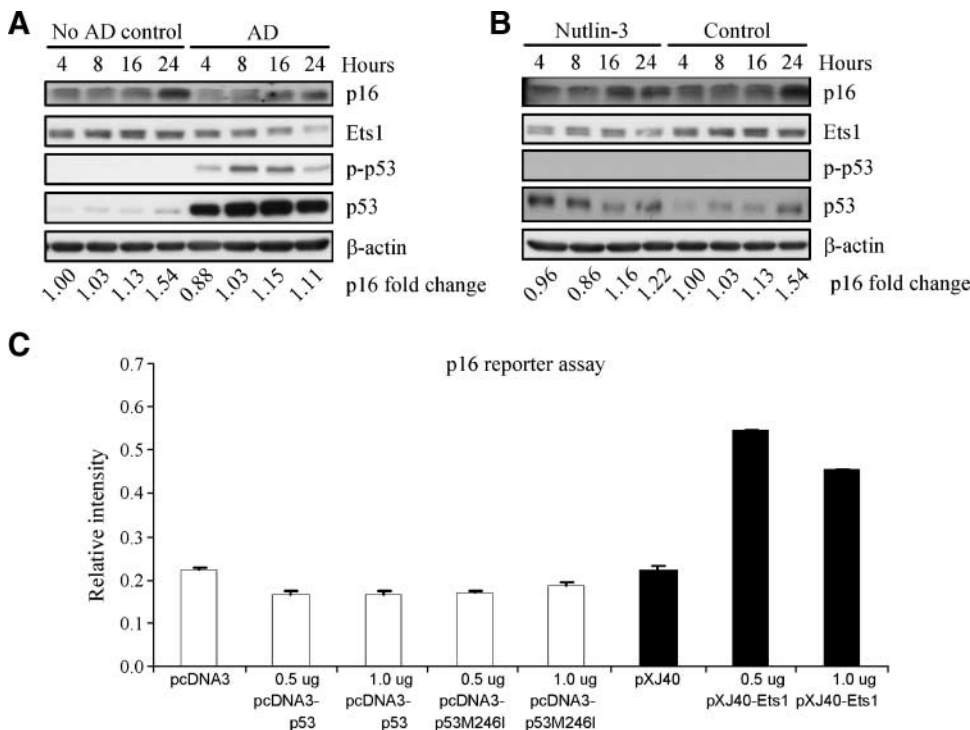 A
No AD control AD
4 8 16 24 4 8 16 24 Hours
p16
Ets1
p-p53
p53
β-actin
1.00 1.03 1.13 1.54 0.88 1.03 1.15 1.11 p16 fold change
B
Nutlin-3 Control
4 8 16 24 4 8 16 24 Hours
p16
Ets1
p-p53
p53
β-actin
0.96 0.86 1.16 1.22 1.00 1.03 1.13 1.54 p16 fold change
C
p16 reporter assay
Relative intensity
0.7
0.6
0.5
0.4
0.3
0.2
0.1
0.0
pcDNA3
0.5 ug
pcDNA3-
p53
1.0 ug
pcDNA3-
p53
0.5 ug
pcDNA3-
p53M246I
1.0 ug
pcDNA3-
p53M246I
pXJ40
0.5 ug
pXJ40-Ets1
1.0 ug
pXJ40-Ets1